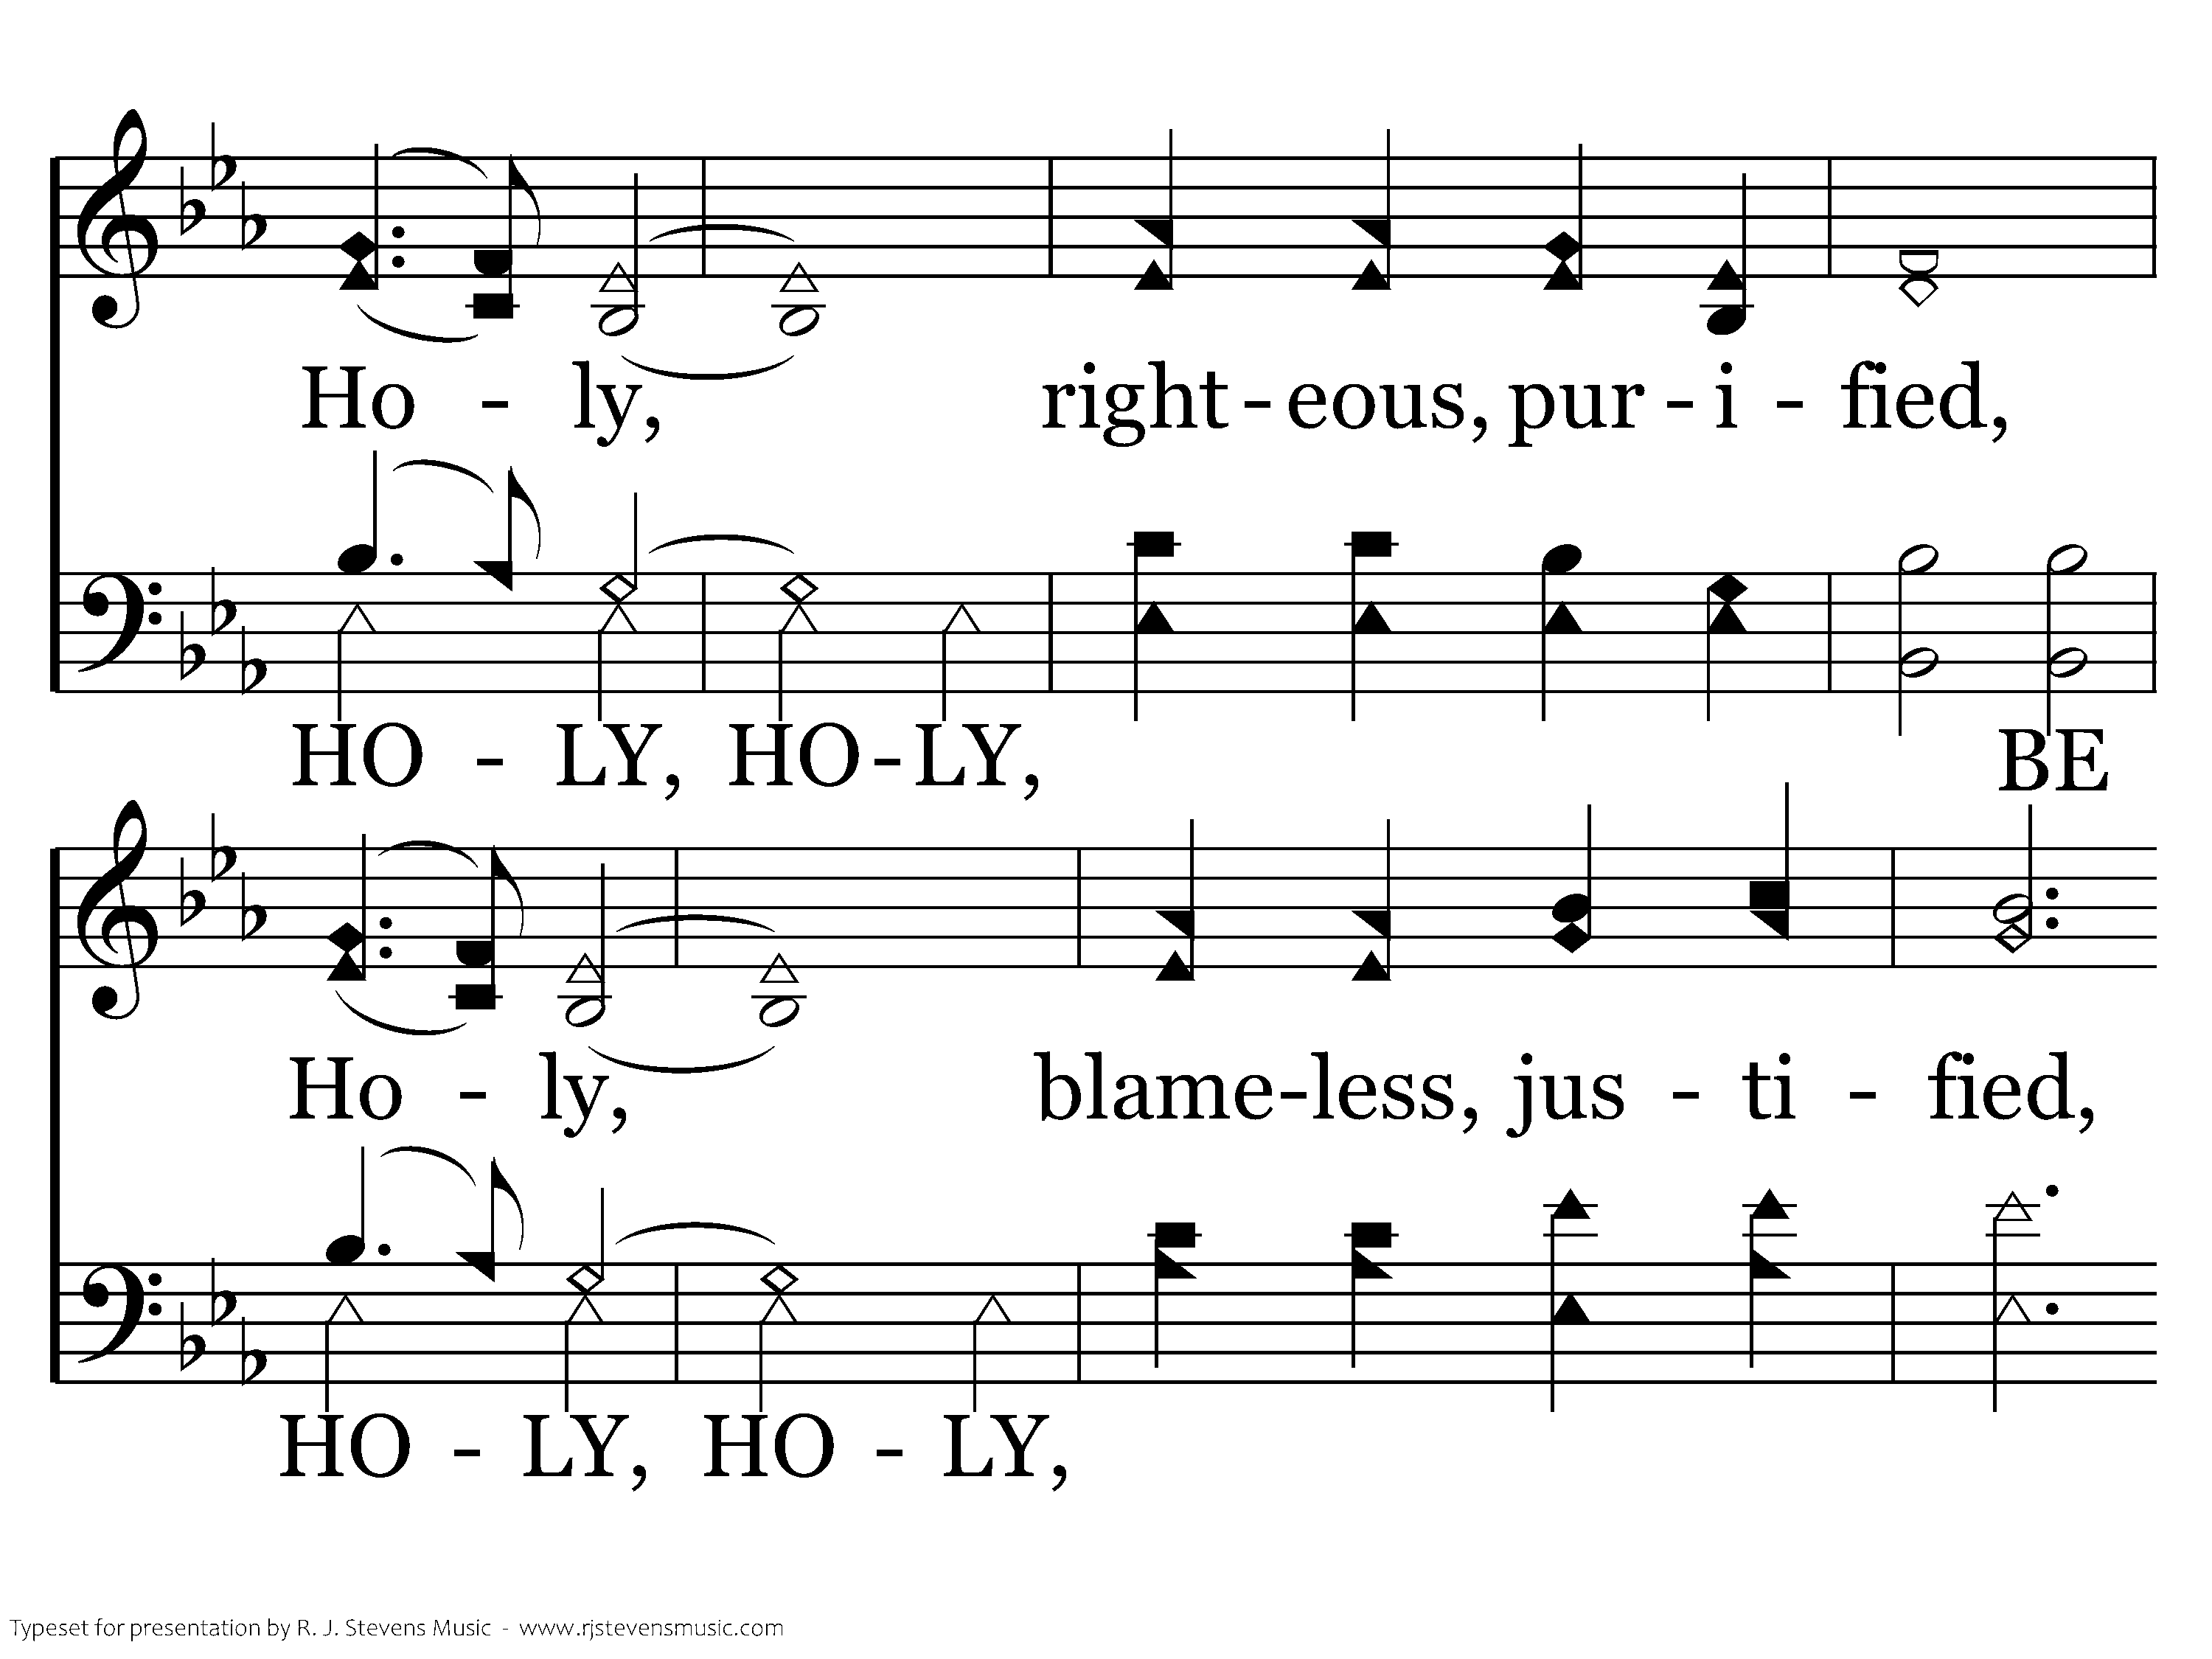 Ho - ly, right - eous, pur - i - fied,
HO - LY, HO - LY, BE
Ho - ly, blame - less, jus - ti - fied,
HO - LY, HO - LY,
Typeset for presentation by R. J. Stevens Music - www.rjstevensmusic.com